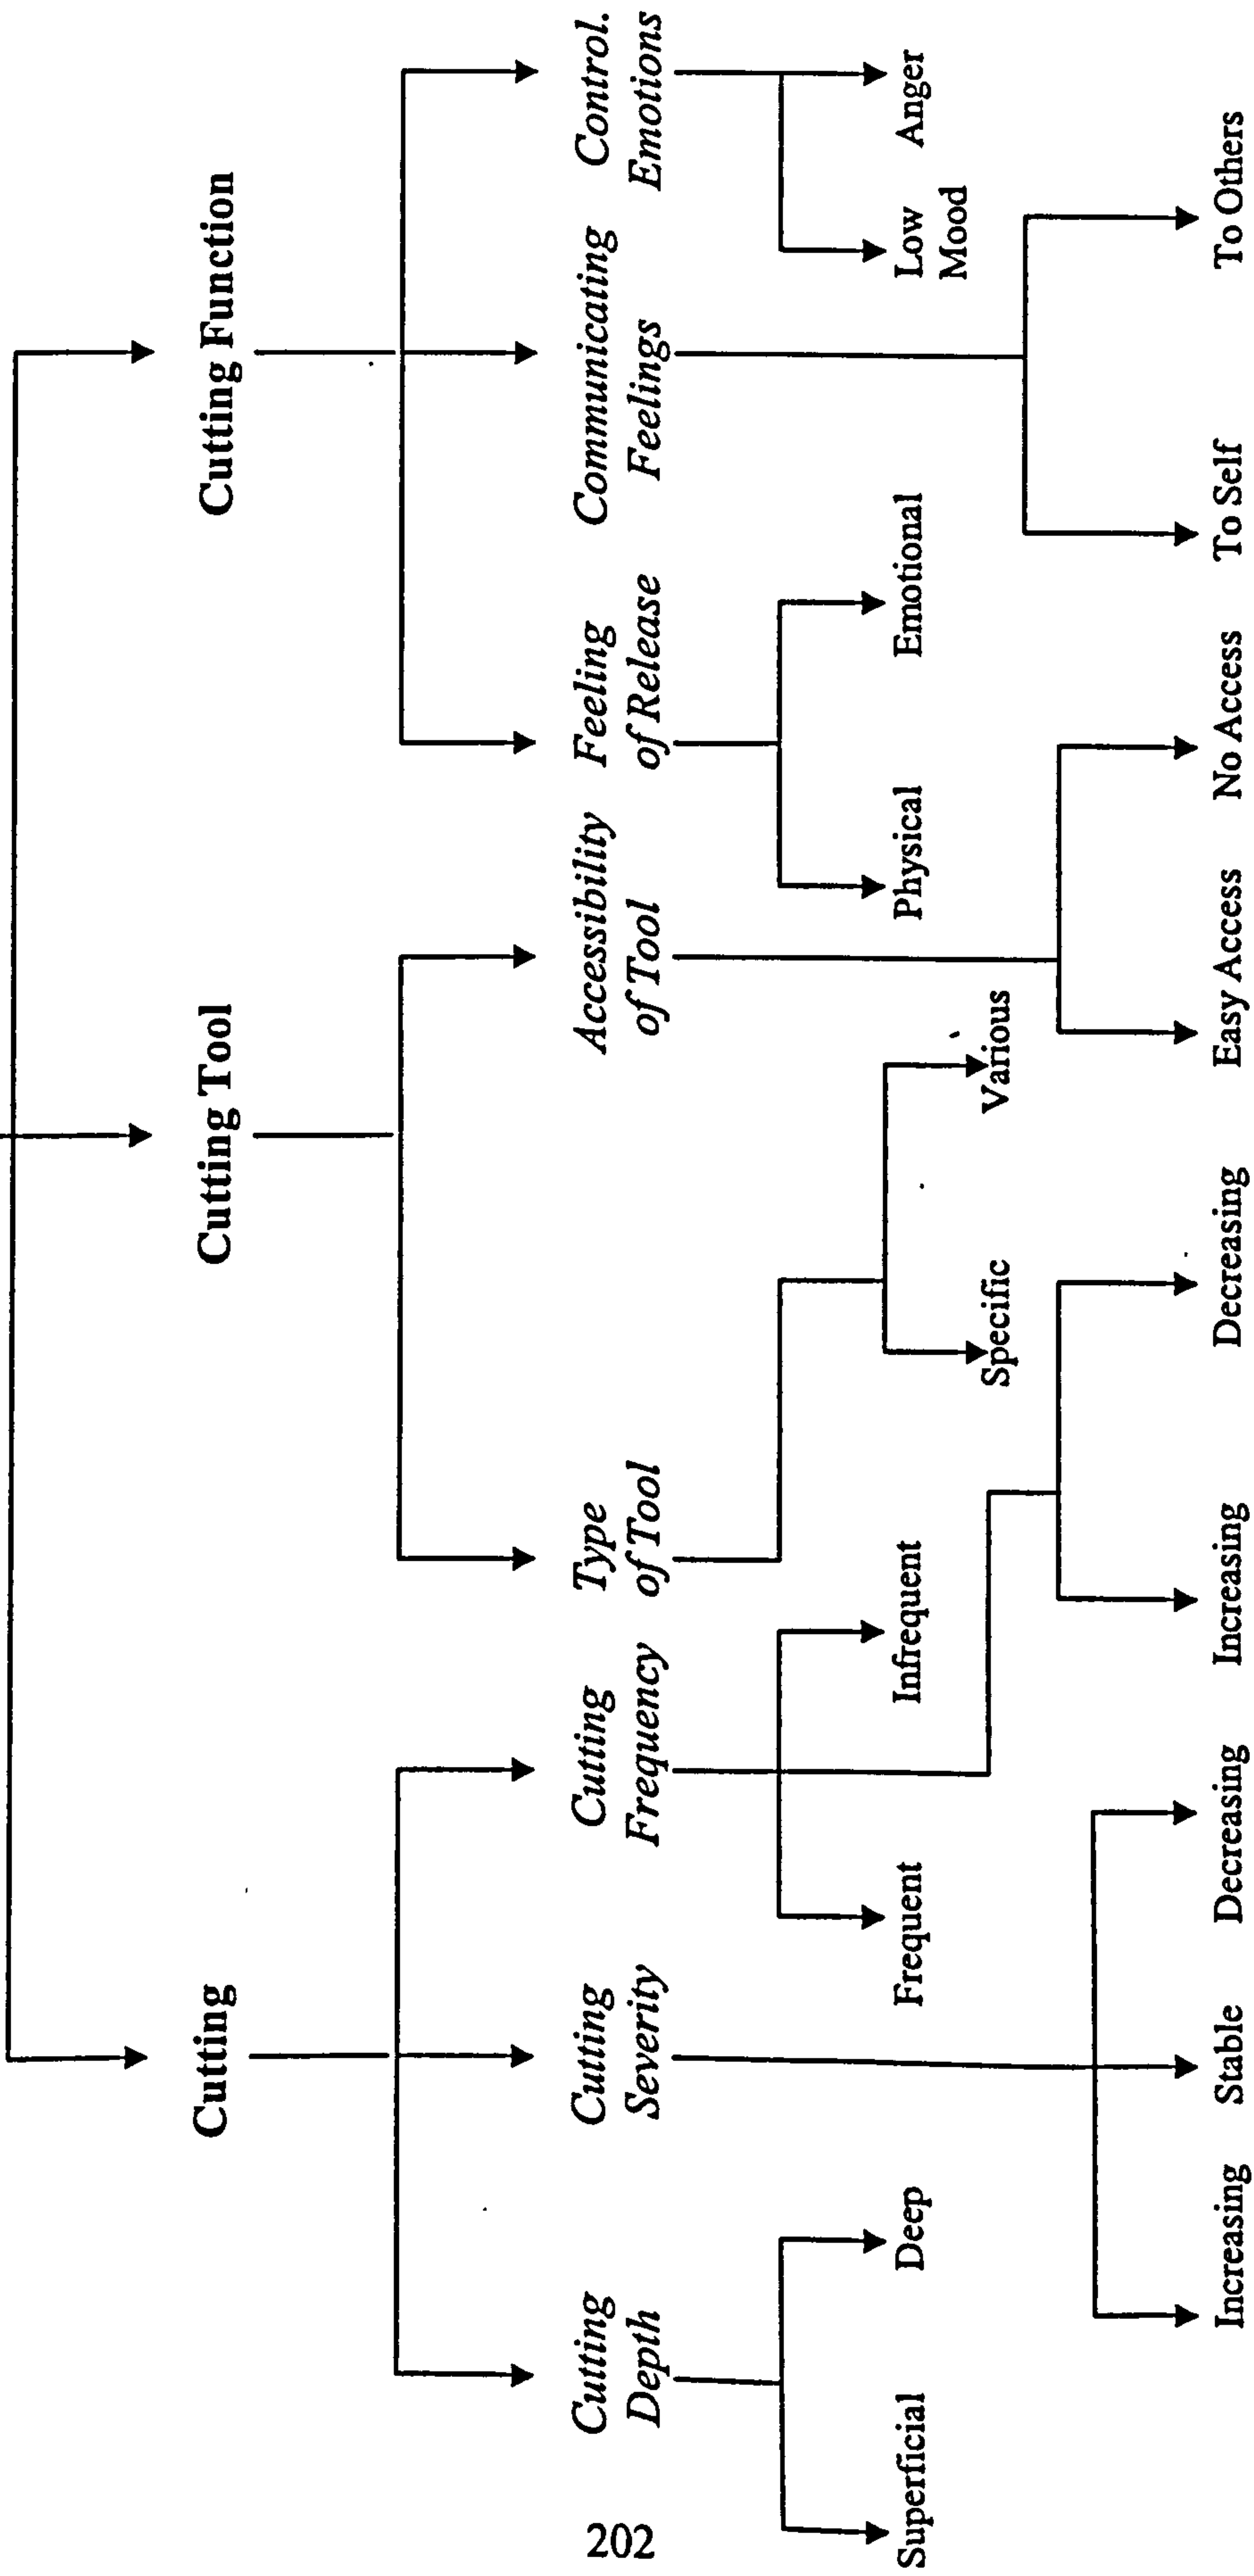 Cutting
Cutting Tool
Cutting Function
Cutting
Depth
Cutting
Severity
Cutting
Frequency
Type
of Tool
Accessibility
of Tool
Feeling
of Release
Communicating
Feelings
Control.
Emotions
Superficial
Deep
Frequent
Infrequent
Specific
Various
Physical
Emotional
Low
Mood
Anger
Increasing
Stable
Decreasing
Increasing
Decreasing
Easy Access
No Access
To Self
To Others
202